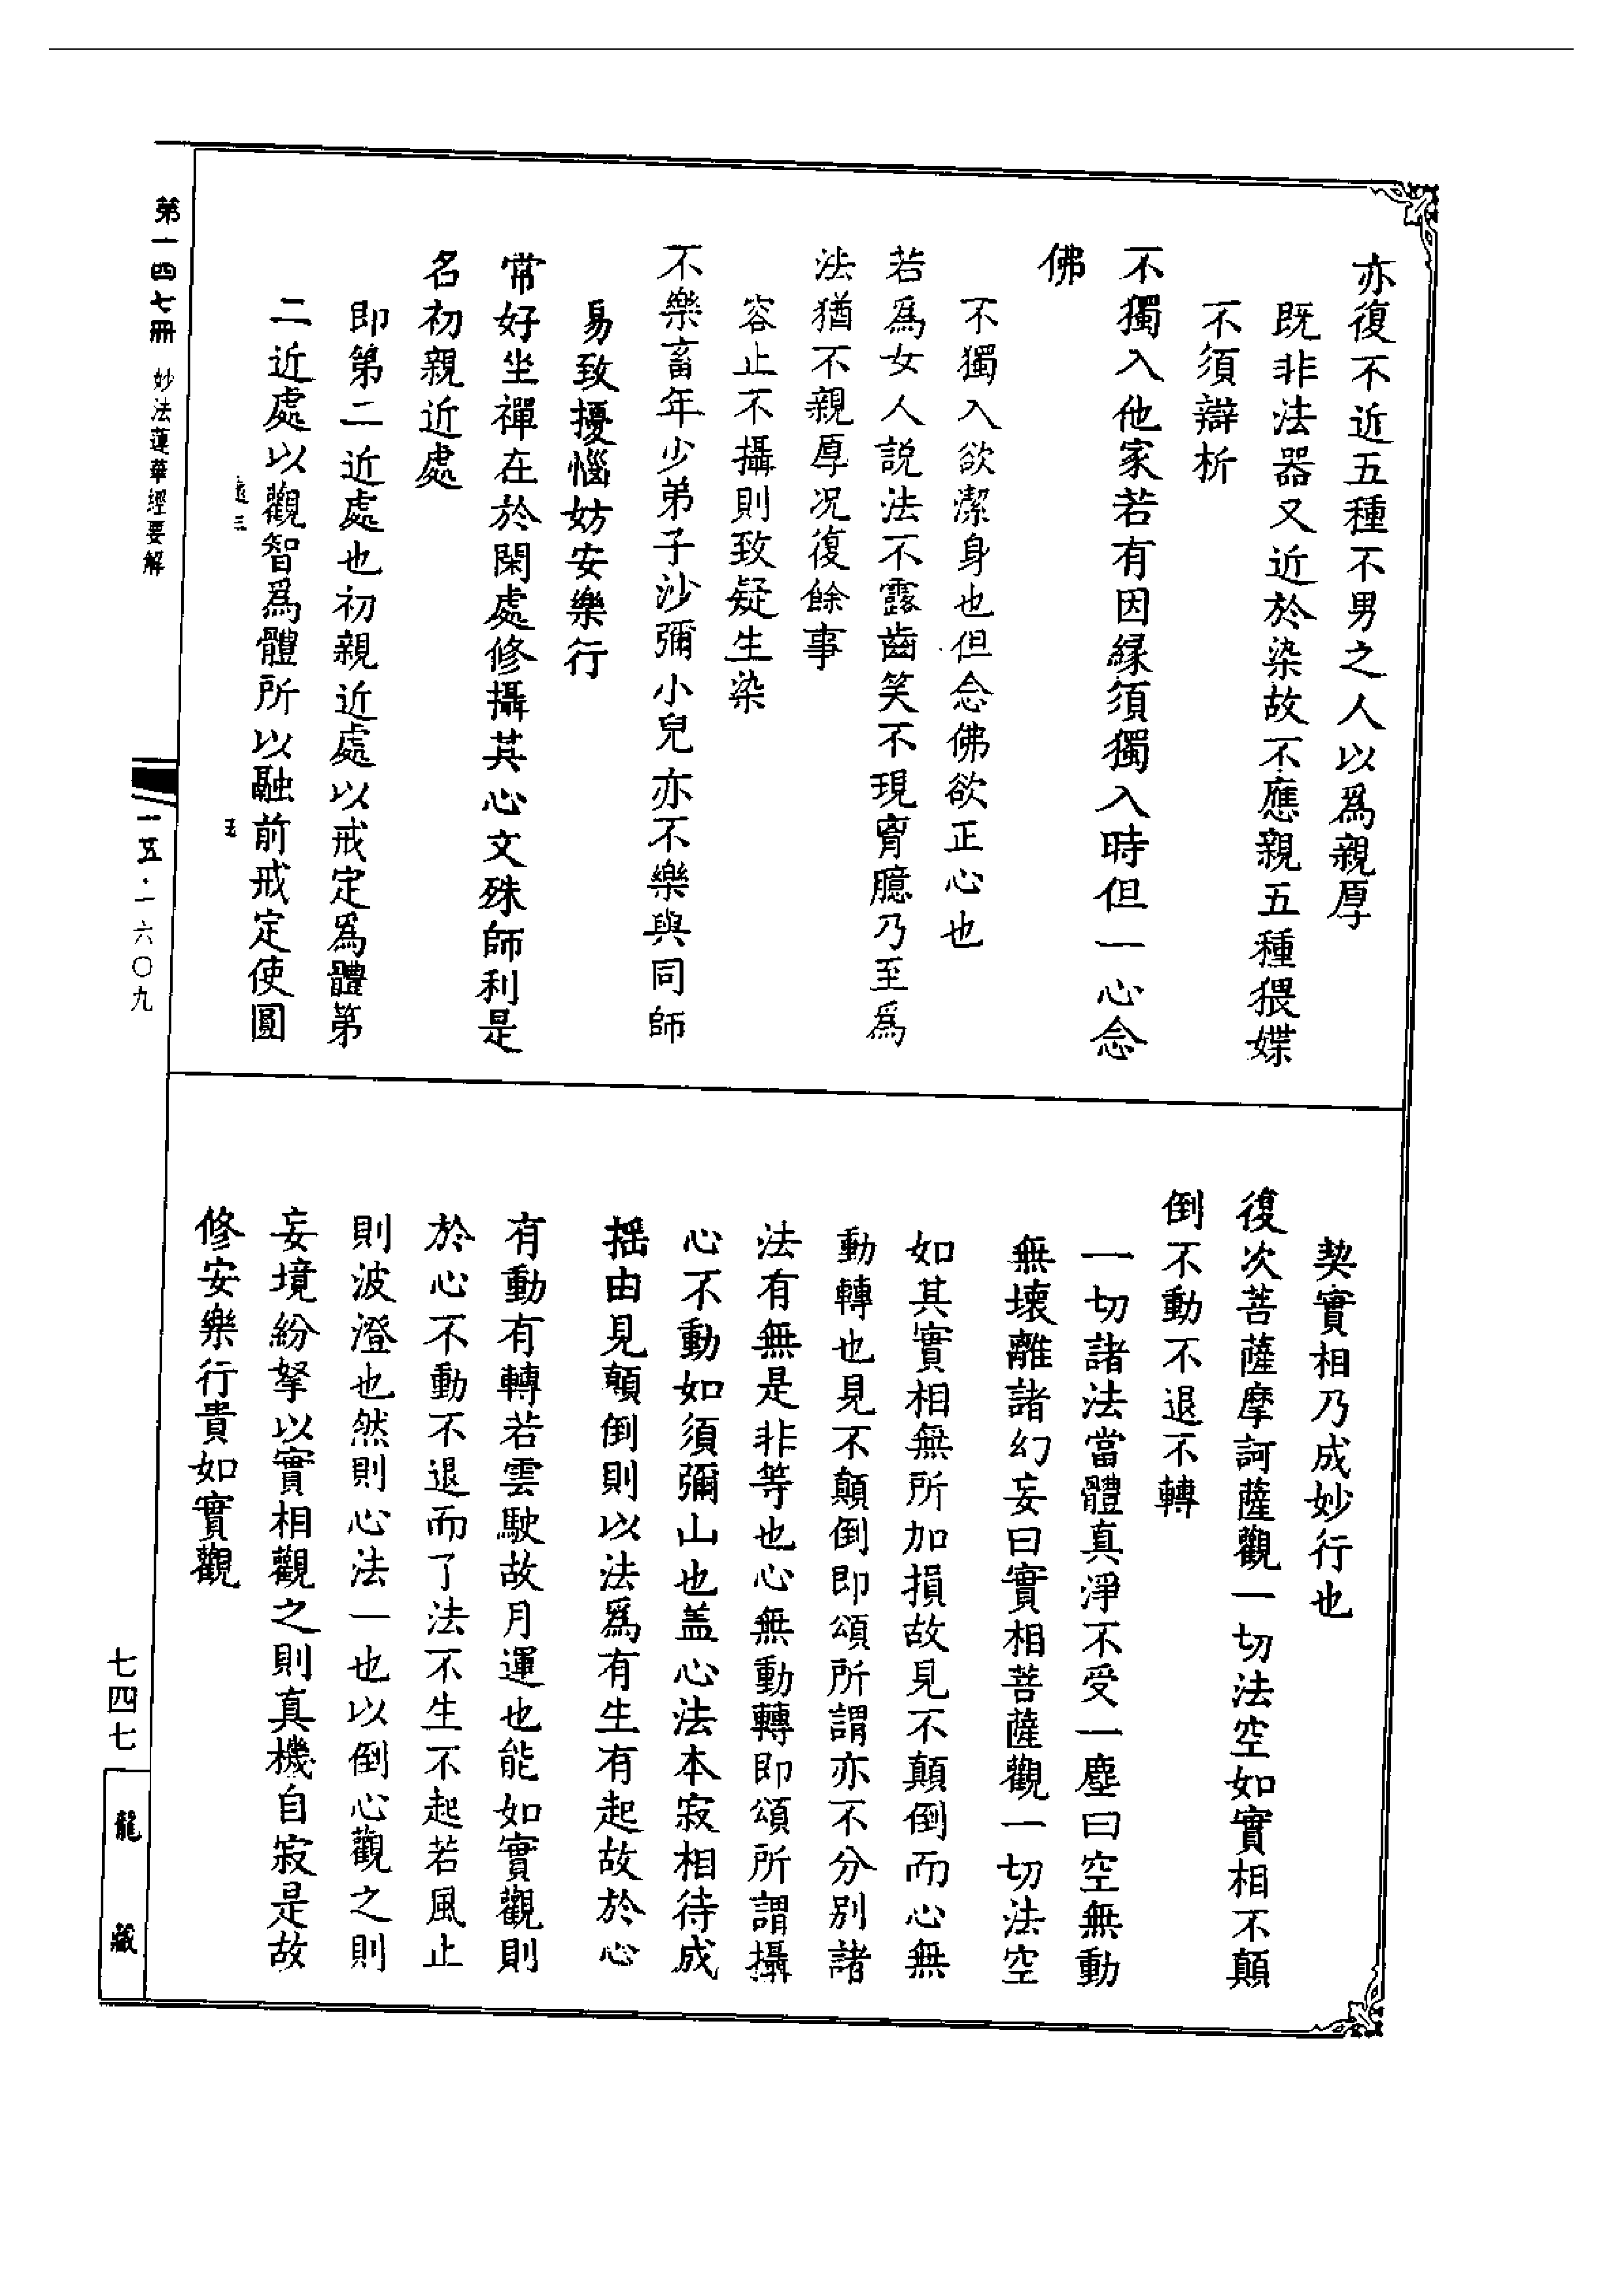 亦復不近五種不男之人以爲親厚
既非法器又近於染故不應親五種猥媟
不須辯析
不獨入他家若有因緣須獨入時但一心念
佛
不獨入欲潔身也但念佛欲正心也
若爲女人説法不露齒笑不現胷臆乃至爲
法猶不親厚况復餘事
容止不攝則致疑生染
不樂畜年少弟子沙彌小兒亦不樂與同師
易致擾惱妨安樂行
常好坐禪在於閑處修攝其心文殊師利是
名初親近處
即第二近處也初親近處以戒定爲體第
二近處以觀智爲體所以融前戒定使圓
契實相乃成妙行也
復次菩薩摩訶薩觀一切法空如實相不顛
倒不動不退不轉
一切諸法當體真淨不受一塵曰空無動
無壞離諸幻妄曰實相菩薩觀一切法空
如其實相無所加損故見不顛倒而心無
動轉也見不顛倒即頌所謂亦不分別諸
法有無是非等也心無動轉即頌所謂攝
心不動如須彌山也盖心法本寂相待成
摇由見顛倒則以法爲有生有起故於心
有動有轉若雲駛故月運也能如實觀則
於心不動不退而了法不生不起若風止
則波澄也然則心法一也以倒心觀之則
妄境紛拏以實相觀之則真機自寂是故
修安樂行貴如實觀
第一四七冊 妙法蓮華經要解
一五·一六〇九
七四七
龍藏